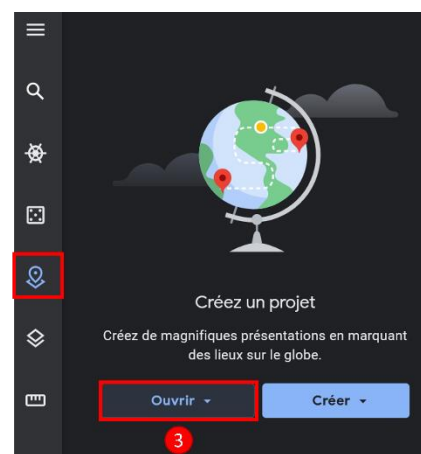 Créez un projet
Créez de magnifiques présentations en marquant
des lieux sur le globe.
Ouvrir
Créer
3